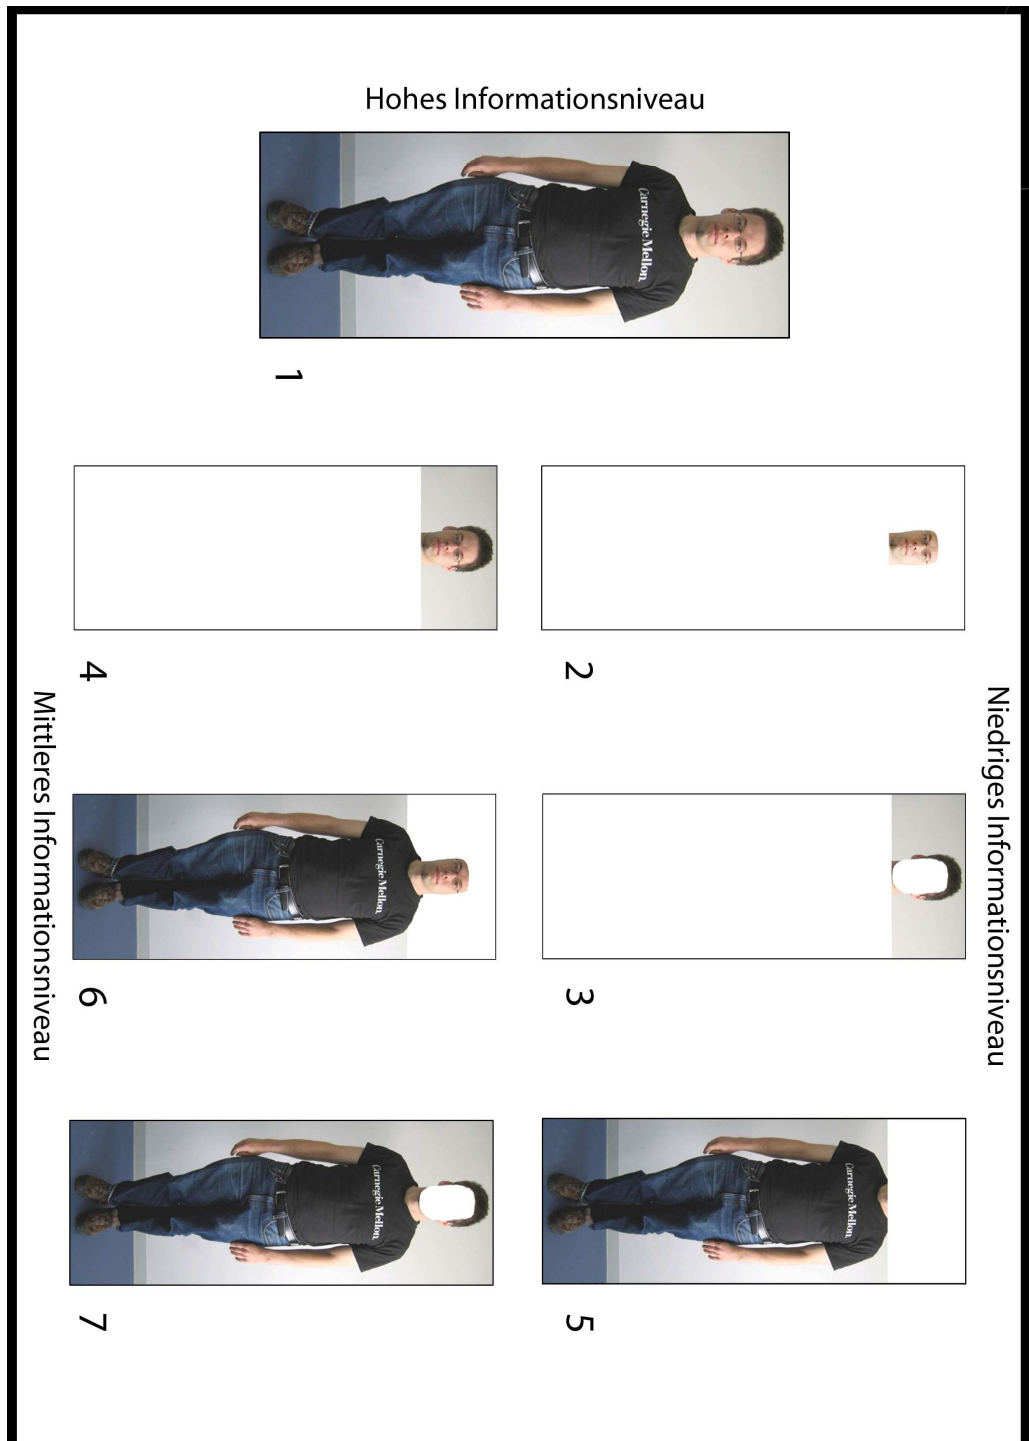 Hohes Informationsniveau
Carnegie Mellon
1
Niedriges Informationsniveau
2
3
Carnegie Mellon
5
Mittleres Informationsniveau
4
Carnegie Mellon
6
Carnegie Mellon
7